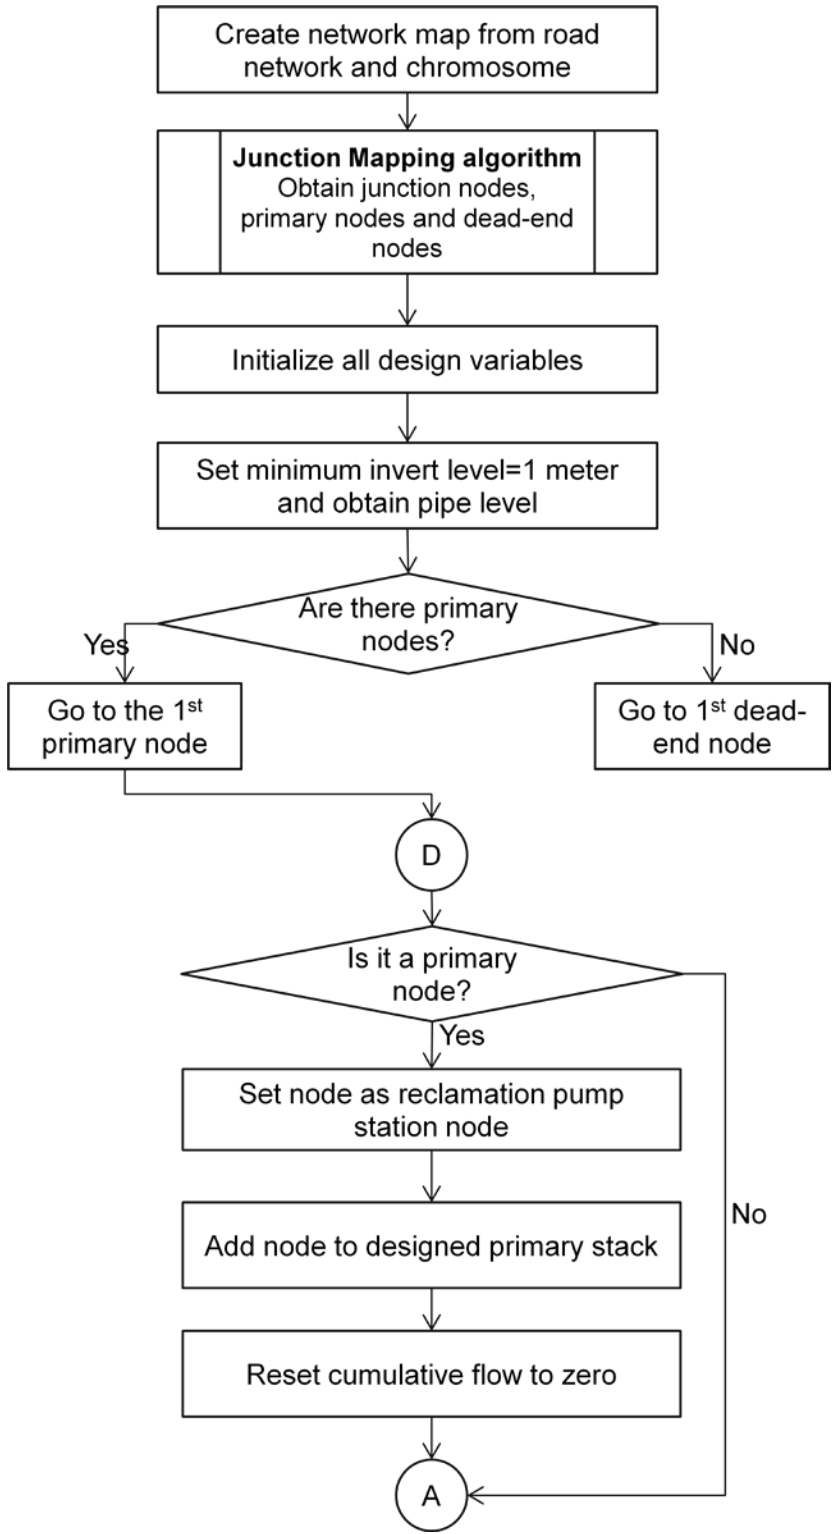 Create network map from road
network and chromosome
Junction Mapping algorithm
Obtain junction nodes,
primary nodes and dead-end
nodes
Initialize all design variables
Set minimum invert level=1 meter
and obtain pipe level
Are there primary
nodes?
Yes
No
Go to the 1st
primary node
Go to 1st dead-
end node
D
Is it a primary
node?
Yes
Set node as reclamation pump
station node
No
Add node to designed primary stack
Reset cumulative flow to zero
A